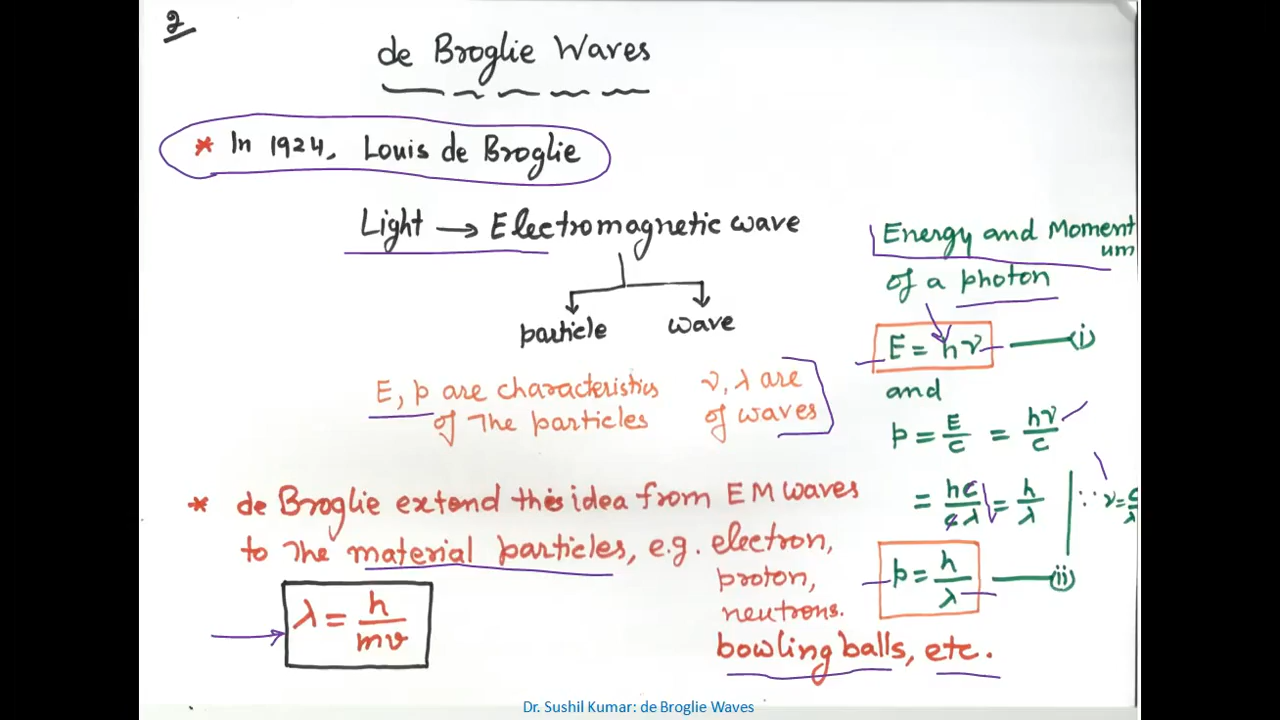 2
de Broglie Waves
* In 1924, Louis de Broglie
Light → Electromagnetic wave
particle wave
E, p are characteristics
of The particles
ν, λ are
of waves
* de Broglie extend this idea from EM waves
to The material particles, e.g. electron,
proton,
neutrons.
bowling balls, etc.
λ = h/mv
Energy and Moment
um
of a photon
E = hν — (i)
and
p = E/c = hν/c
= hc/cλ = h/λ ∵ ν = c/λ
p = h/λ — (ii)
Dr. Sushil Kumar: de Broglie Waves